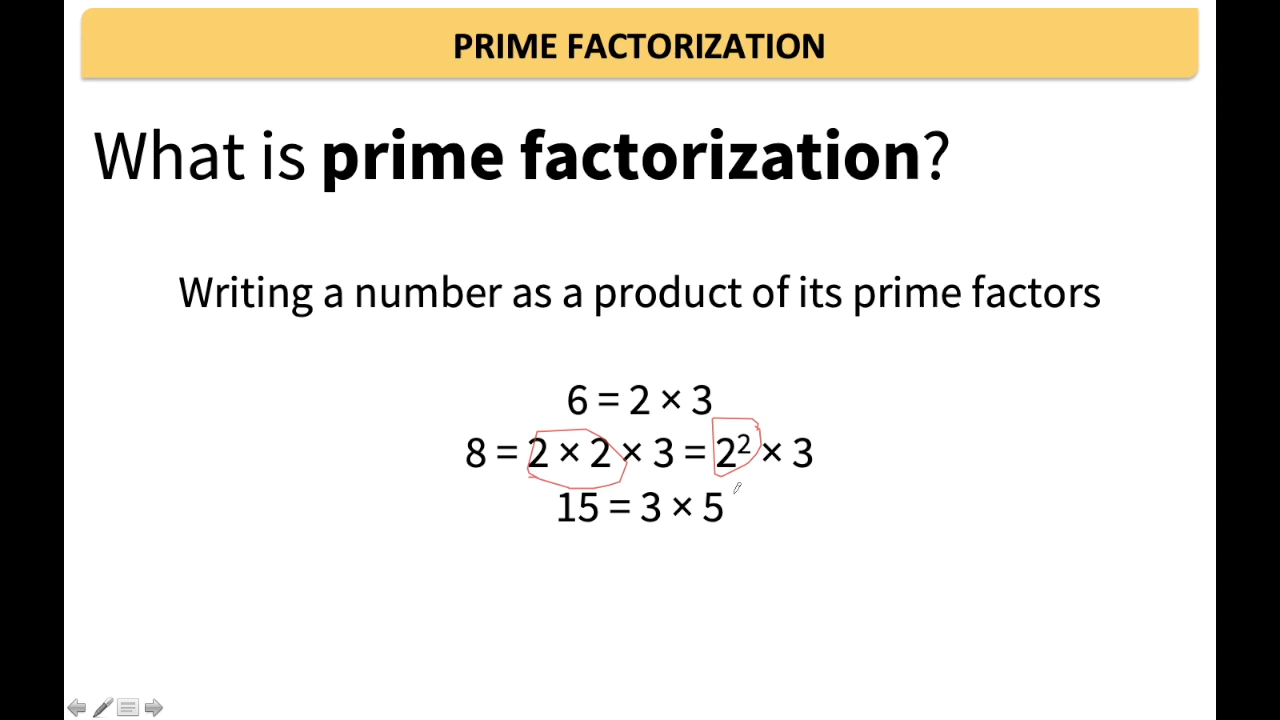 PRIME FACTORIZATION
What is prime factorization?
Writing a number as a product of its prime factors
6 = 2 × 3
8 = 2 × 2 × 3 = 2² × 3
15 = 3 × 5